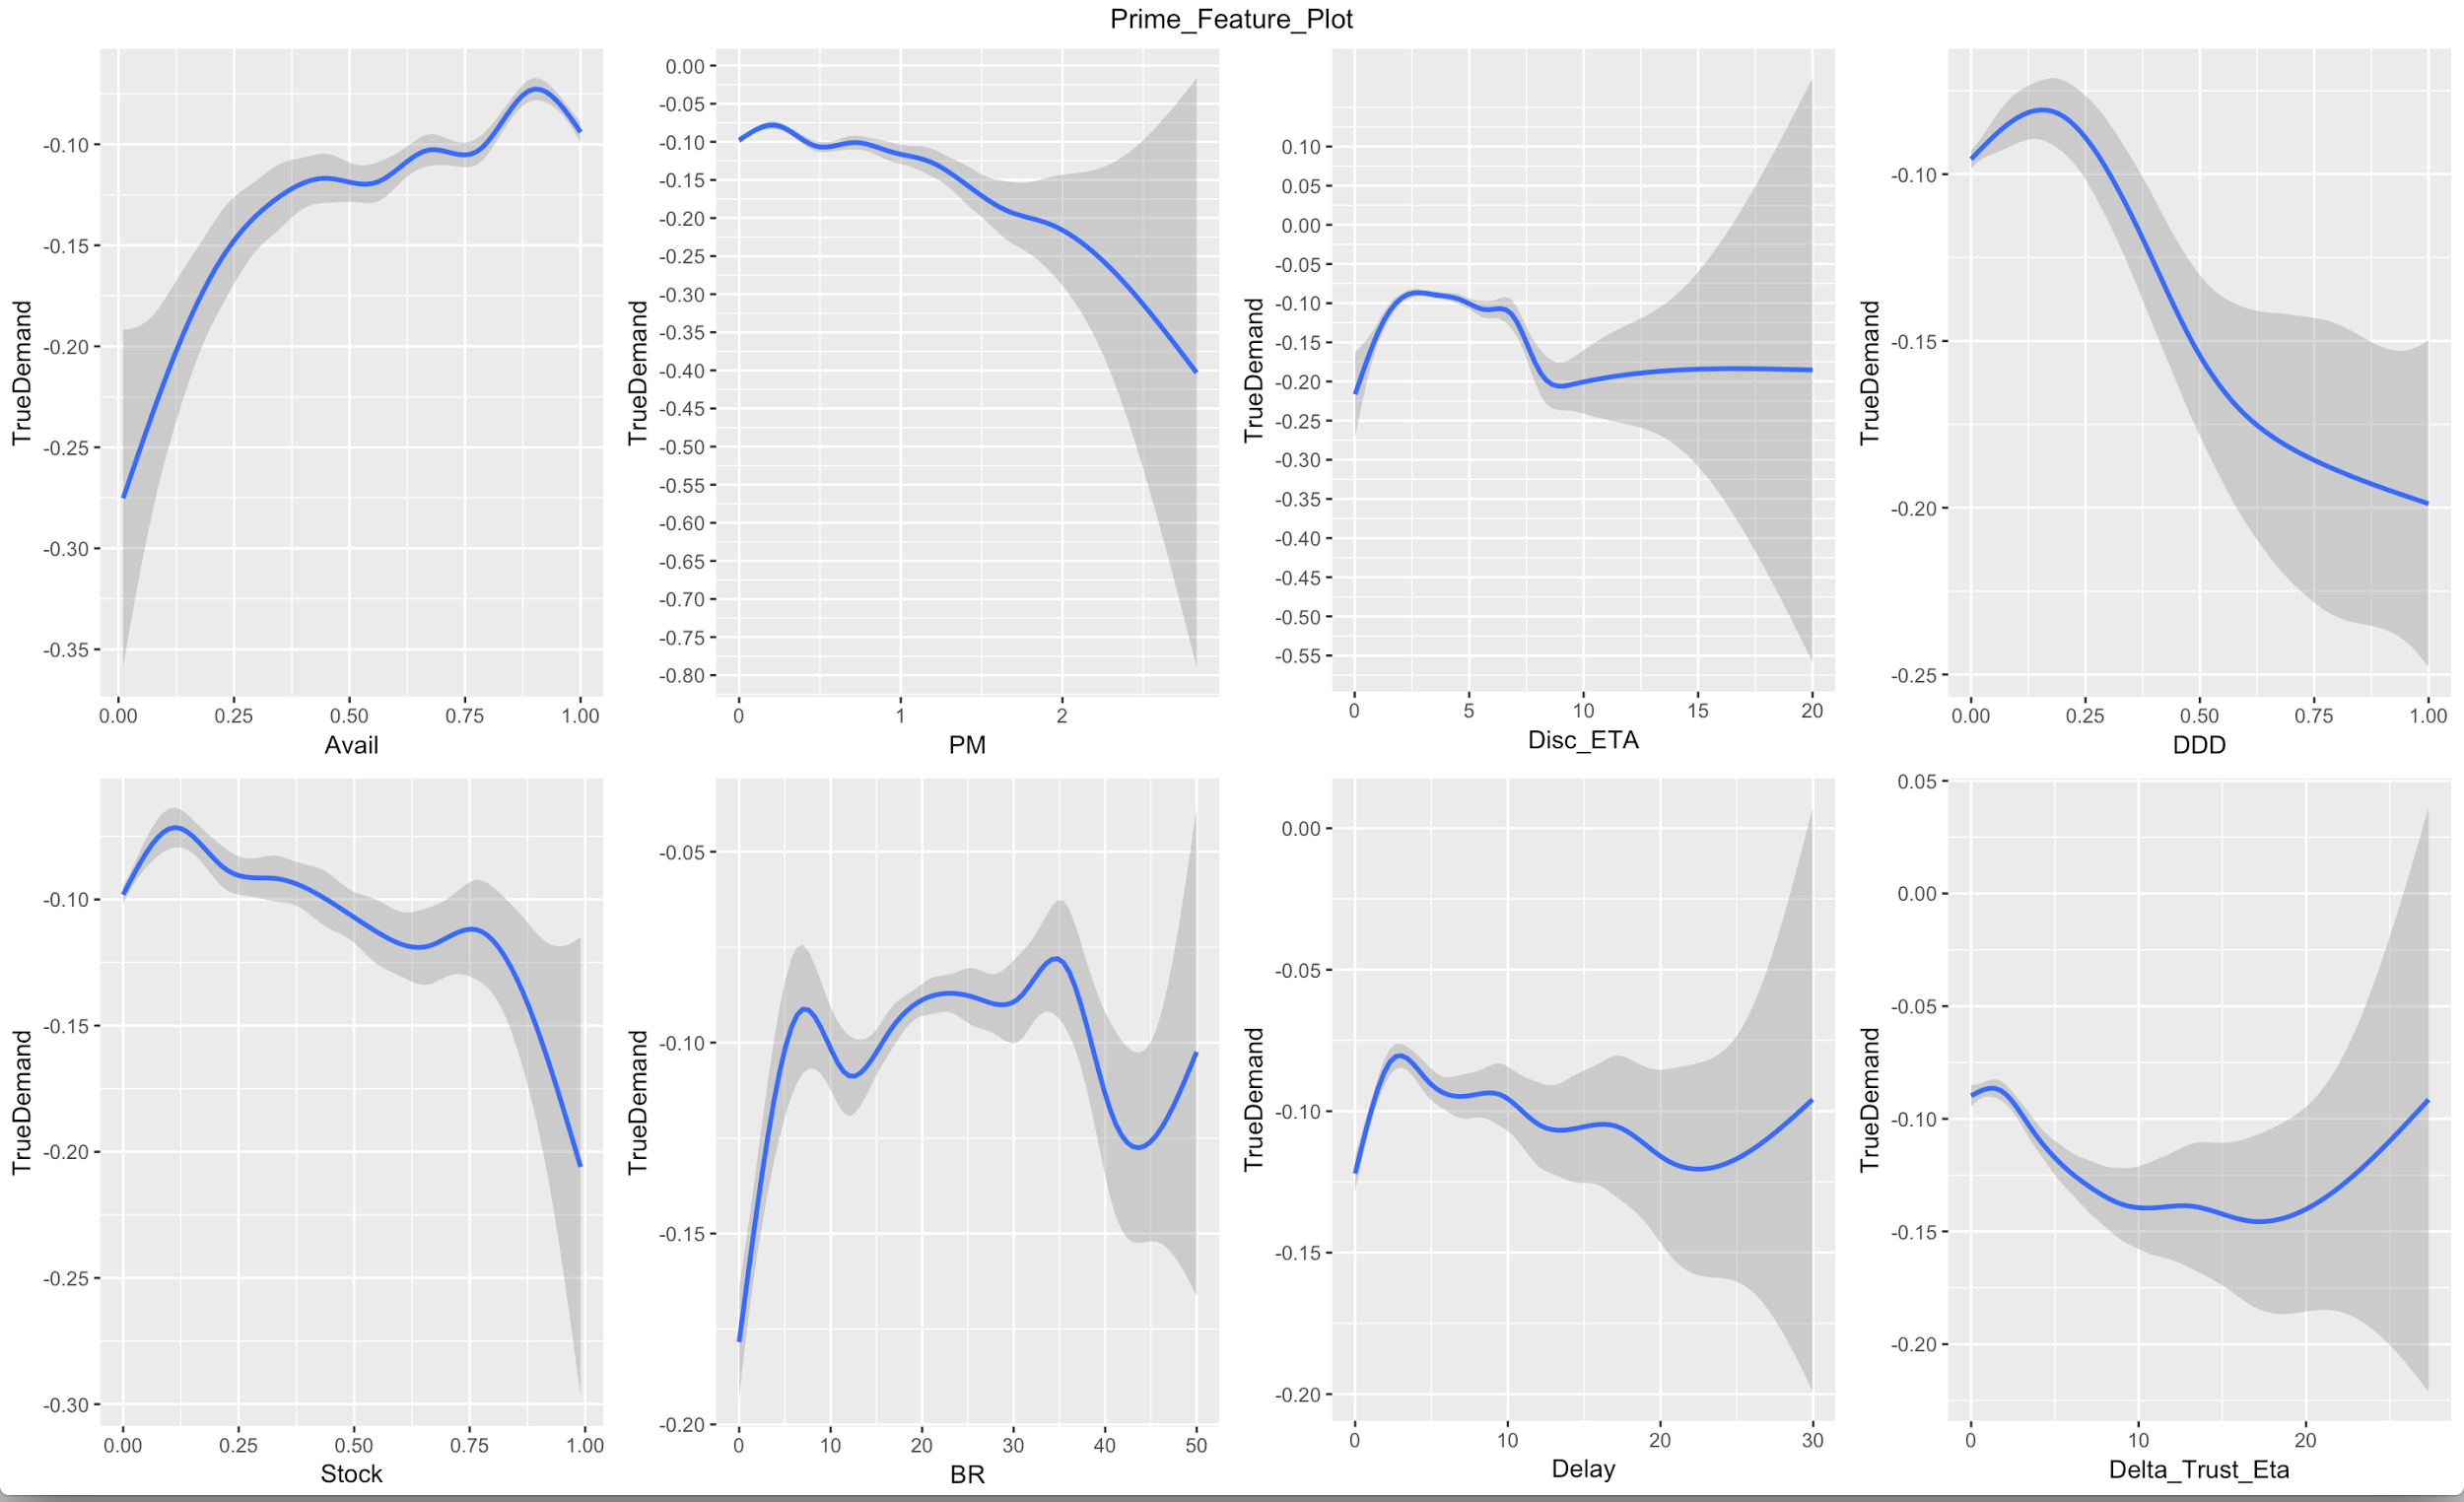 Prime_Feature_Plot
TrueDemand
-0.10
-0.15
-0.20
-0.25
-0.30
-0.35
0.00 0.25 0.50 0.75 1.00
Avail
TrueDemand
0.00
-0.05
-0.10
-0.15
-0.20
-0.25
-0.30
-0.35
-0.40
-0.45
-0.50
-0.55
-0.60
-0.65
-0.70
-0.75
-0.80
0 1 2
PM
TrueDemand
0.10
0.05
0.00
-0.05
-0.10
-0.15
-0.20
-0.25
-0.30
-0.35
-0.40
-0.45
-0.50
-0.55
0 5 10 15 20
Disc_ETA
TrueDemand
-0.10
-0.15
-0.20
-0.25
0.00 0.25 0.50 0.75 1.00
DDD
TrueDemand
-0.10
-0.15
-0.20
-0.25
-0.30
0.00 0.25 0.50 0.75 1.00
Stock
TrueDemand
-0.05
-0.10
-0.15
-0.20
0 10 20 30 40 50
BR
TrueDemand
0.00
-0.05
-0.10
-0.15
-0.20
0 10 20 30
Delay
TrueDemand
0.05
0.00
-0.05
-0.10
-0.15
-0.20
0 10 20
Delta_Trust_Eta